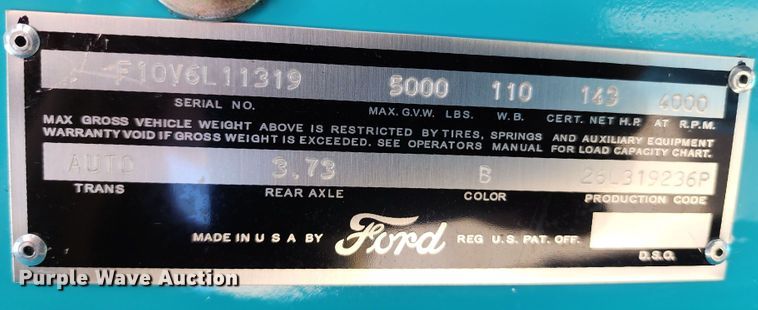 F10V6L11319 5000 110 143 4000
SERIAL NO. MAX. G.V.W. LBS. W.B. CERT. NET H.P. AT R.P.M.
MAX GROSS VEHICLE WEIGHT ABOVE IS RESTRICTED BY TIRES, SPRINGS AND AUXILIARY EQUIPMENT
WARRANTY VOID IF GROSS WEIGHT IS EXCEEDED. SEE OPERATORS MANUAL FOR LOAD CAPACITY CHART.
AUTO 3.73 B 26L319236P
TRANS REAR AXLE COLOR PRODUCTION CODE
MADE IN U S A BY Ford REG U.S. PAT. OFF.
D.S.O.
Purple Wave Auction